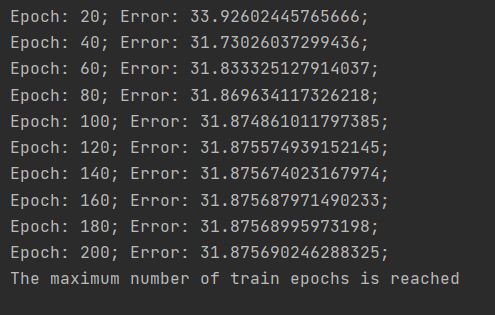 Epoch: 20; Error: 33.92602445765666;
Epoch: 40; Error: 31.73026037299436;
Epoch: 60; Error: 31.833325127914037;
Epoch: 80; Error: 31.869634117326218;
Epoch: 100; Error: 31.874861011797385;
Epoch: 120; Error: 31.875574939152145;
Epoch: 140; Error: 31.875674023167974;
Epoch: 160; Error: 31.875687971490233;
Epoch: 180; Error: 31.87568995973198;
Epoch: 200; Error: 31.875690246288325;
The maximum number of train epochs is reached